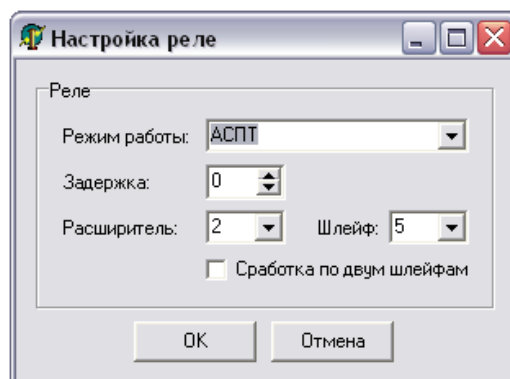 Настройка реле
Реле
Режим работы: АСПТ
Задержка: 0
Расширитель: 2 Шлейф: 5
Сработка по двум шлейфам
OK Отмена